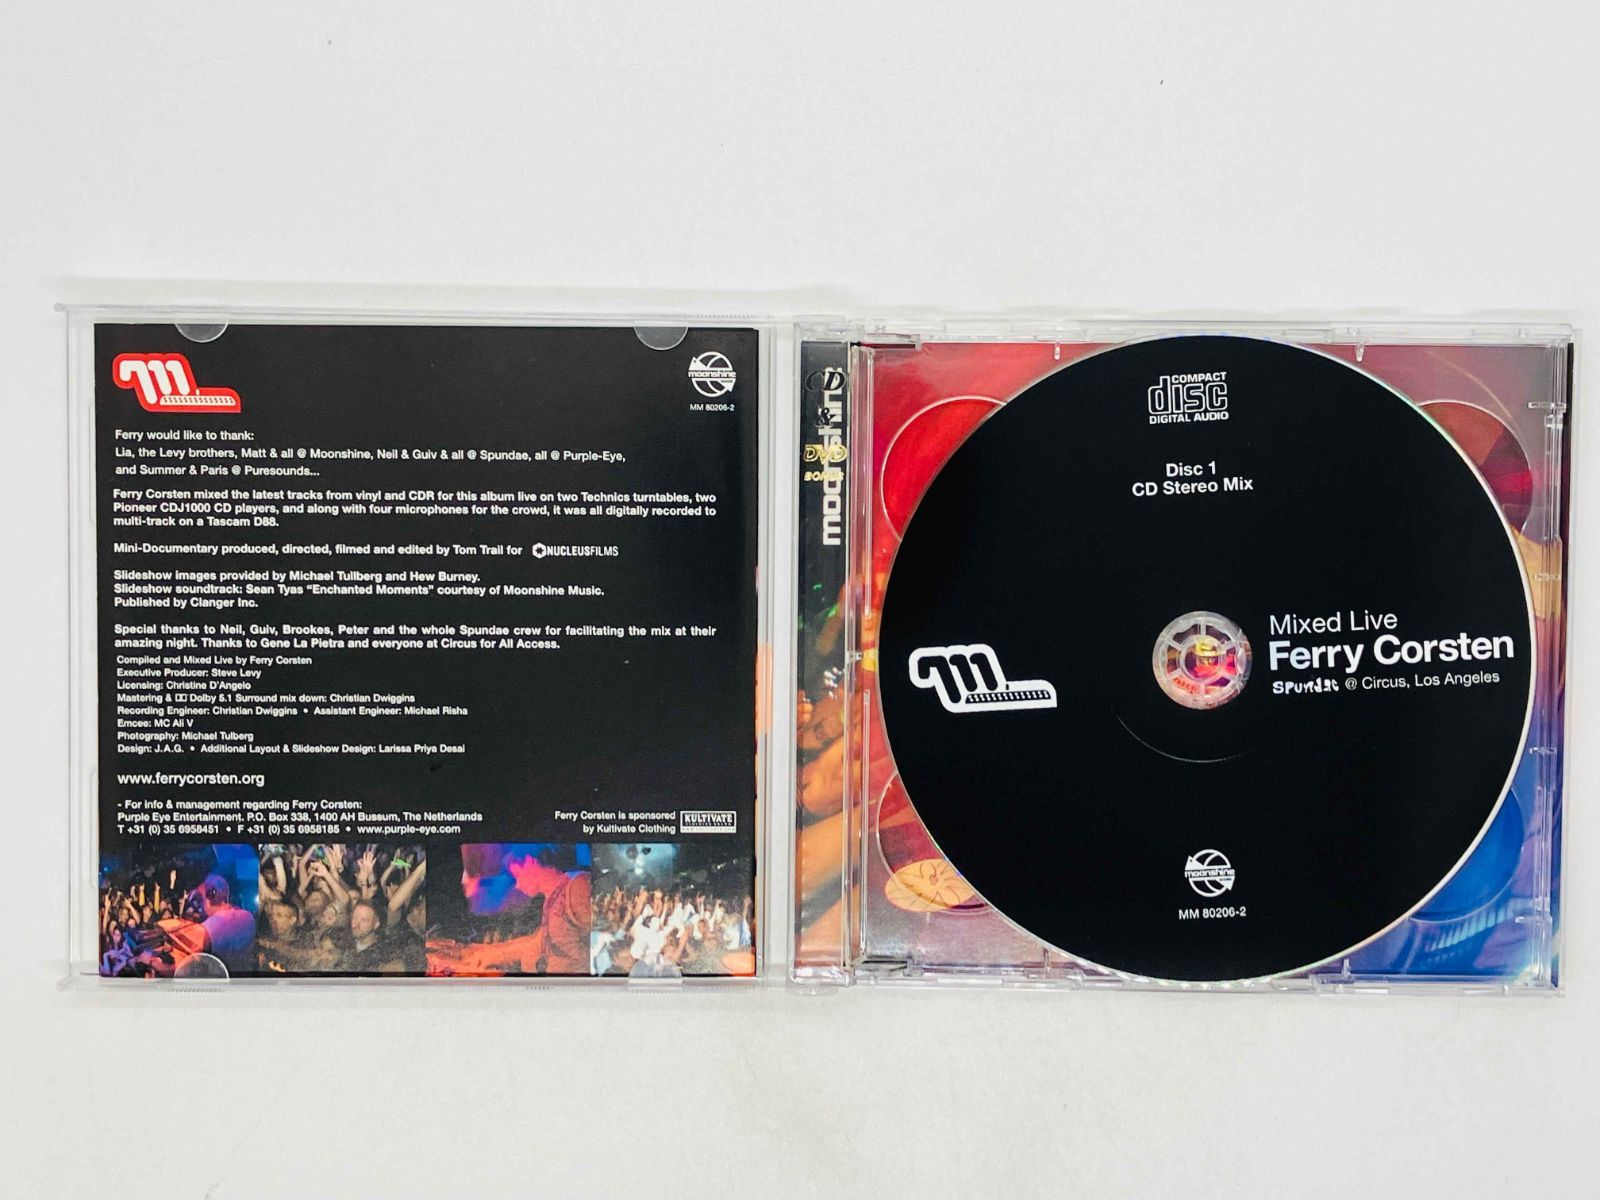 moonshine
MM 80206-2
Ferry would like to thank:
Lia, the Levy brothers, Matt & all @ Moonshine, Neil & Guiv & all @ Spundae, all @ Purple-Eye,
and Summer & Paris @ Puresounds...
Ferry Corsten mixed the latest tracks from vinyl and CDR for this album live on two Technics turntables, two
Pioneer CDJ1000 CD players, and along with four microphones for the crowd, it was all digitally recorded to
multi-track on a Tascam D88.
Mini-Documentary produced, directed, filmed and edited by Tom Trail for NUCLEUSFILMS
Slideshow images provided by Michael Tullberg and Hew Burney.
Slideshow soundtrack: Sean Tyas "Enchanted Moments" courtesy of Moonshine Music.
Published by Clanger Inc.
Special thanks to Neil, Guiv, Brookes, Peter and the whole Spundae crew for facilitating the mix at their
amazing night. Thanks to Gene La Pietra and everyone at Circus for All Access.
Compiled and Mixed Live by Ferry Corsten
Executive Producer: Steve Levy
Licensing: Christine D'Angelo
Mastering & Dolby 5.1 Surround mix down: Christian Dwiggins
Recording Engineer: Christian Dwiggins • Assistant Engineer: Michael Risha
Emcee: MC Ali V
Photography: Michael Tulberg
Design: J.A.G. • Additional Layout & Slideshow Design: Larissa Priya Desai
www.ferrycorsten.org
- For info & management regarding Ferry Corsten:
Purple Eye Entertainment. P.O. Box 338, 1400 AH Bussum, The Netherlands
T +31 (0) 35 6958451 • F +31 (0) 35 6958185 • www.purple-eye.com
Ferry Corsten is sponsored
by Kultivate Clothing
KULTIVATE
CD
&
DVD
BONUS
moonshine
COMPACT
disc
DIGITAL AUDIO
Disc 1
CD Stereo Mix
Mixed Live
Ferry Corsten
Spundae @ Circus, Los Angeles
moonshine
MM 80206-2